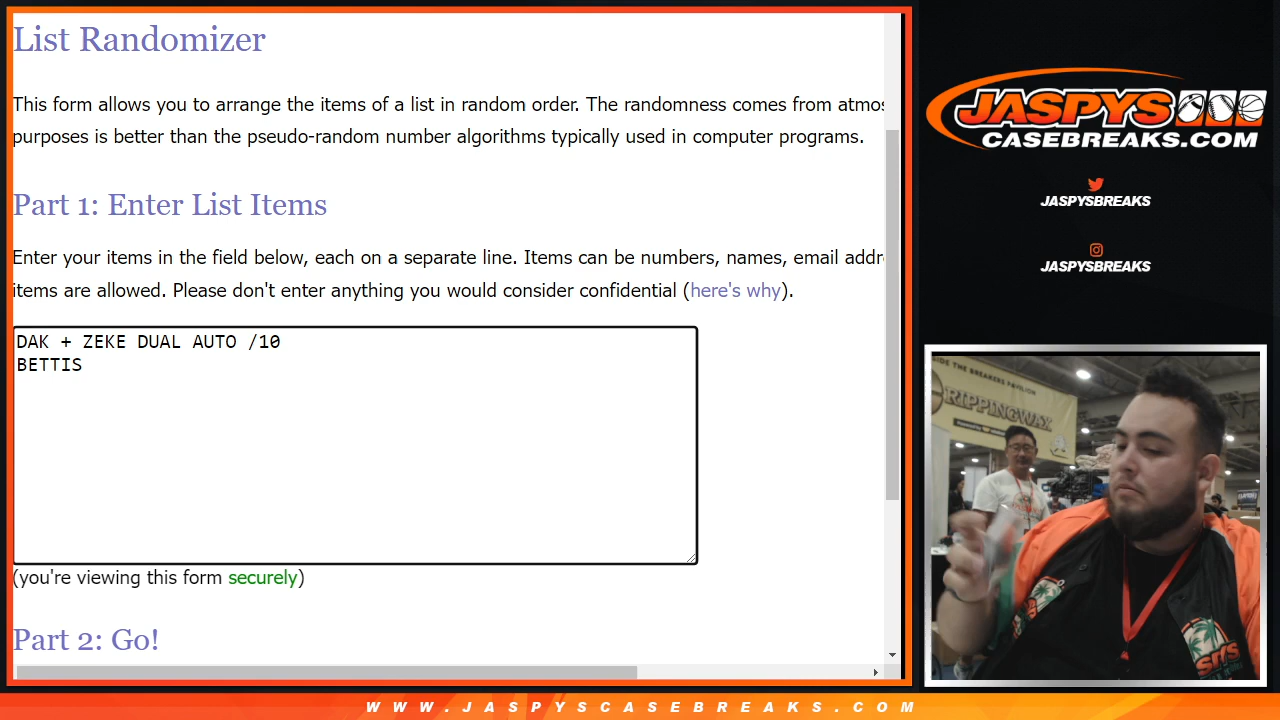 List Randomizer
This form allows you to arrange the items of a list in random order. The randomness comes from atmos
purposes is better than the pseudo-random number algorithms typically used in computer programs.
Part 1: Enter List Items
Enter your items in the field below, each on a separate line. Items can be numbers, names, email addr
items are allowed. Please don't enter anything you would consider confidential (here's why).
DAK + ZEKE DUAL AUTO /10
BETTIS
(you're viewing this form securely)
Part 2: Go!
JASPYS
CASEBREAKS.COM
JASPYSBREAKS
JASPYSBREAKS
SIDE THE BREAKERS PAVILION
RIPPINGWAX
WWW.JASPYSCASEBREAKS.COM